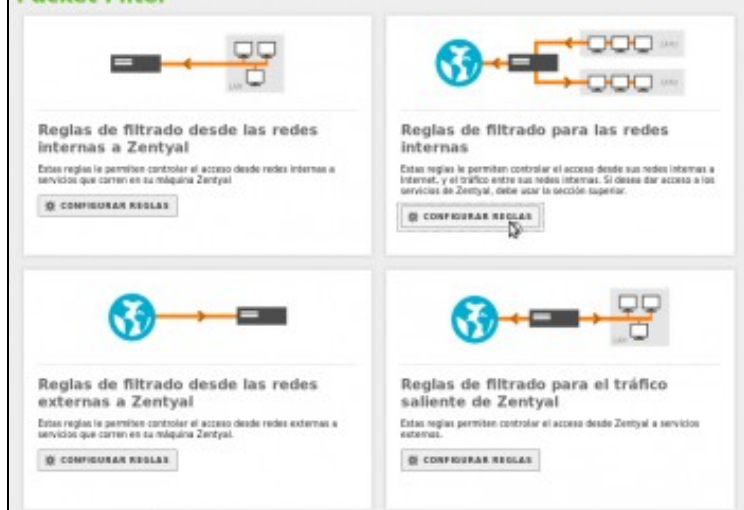 Packet Filter
LAN
Reglas de filtrado desde las redes
internas a Zentyal
Estas reglas le permiten controlar el acceso desde redes internas a
servicios que corren en su máquina Zentyal
CONFIGURAR REGLAS
LAN1
LAN2
Reglas de filtrado para las redes
internas
Estas reglas le permiten controlar el acceso desde sus redes internas a
Internet, y el tráfico entre sus redes internas. Si desea dar acceso a los
servicios de Zentyal, debe usar la sección superior.
CONFIGURAR REGLAS
Reglas de filtrado desde las redes
externas a Zentyal
Estas reglas le permiten controlar el acceso desde redes externas a
servicios que corren en su máquina Zentyal.
CONFIGURAR REGLAS
LAN
Reglas de filtrado para el tráfico
saliente de Zentyal
Estas reglas permiten controlar el acceso desde Zentyal a servicios
externos.
CONFIGURAR REGLAS